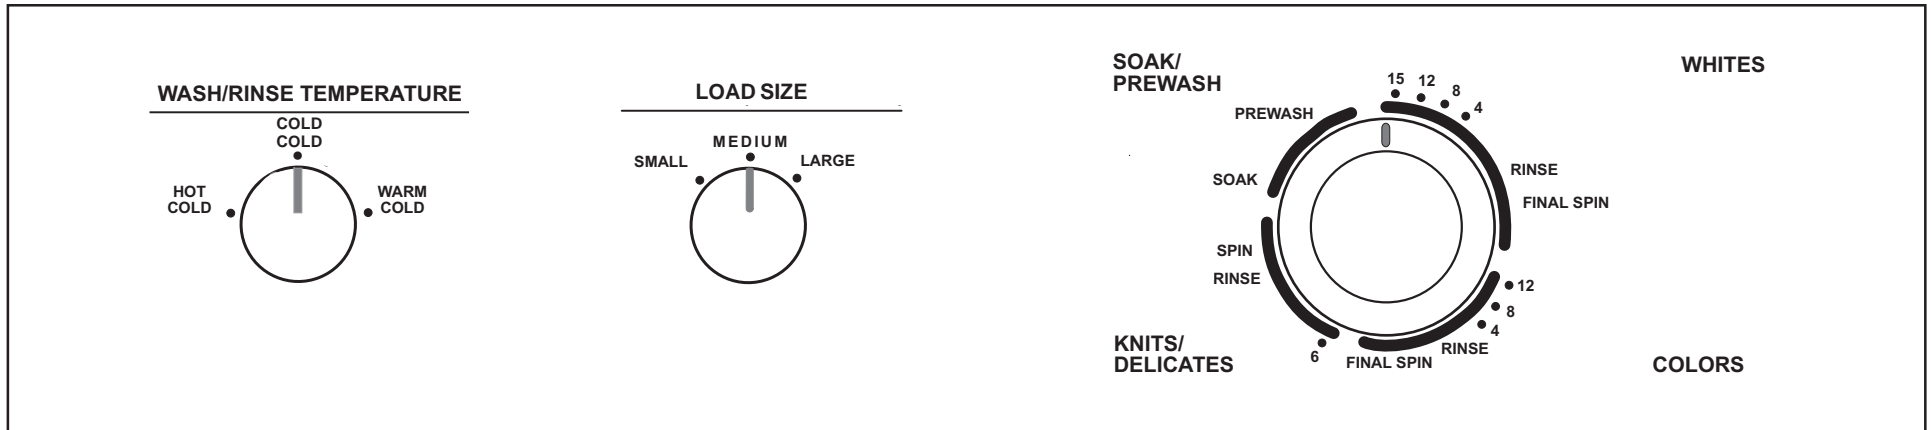 WASH/RINSE TEMPERATURE
COLD
COLD
HOT
COLD
WARM
COLD
LOAD SIZE
SMALL
MEDIUM
LARGE
SOAK/
PREWASH
WHITES
15
12
8
4
PREWASH
SOAK
RINSE
FINAL SPIN
SPIN
RINSE
12
8
4
RINSE
FINAL SPIN
6
KNITS/
DELICATES
COLORS